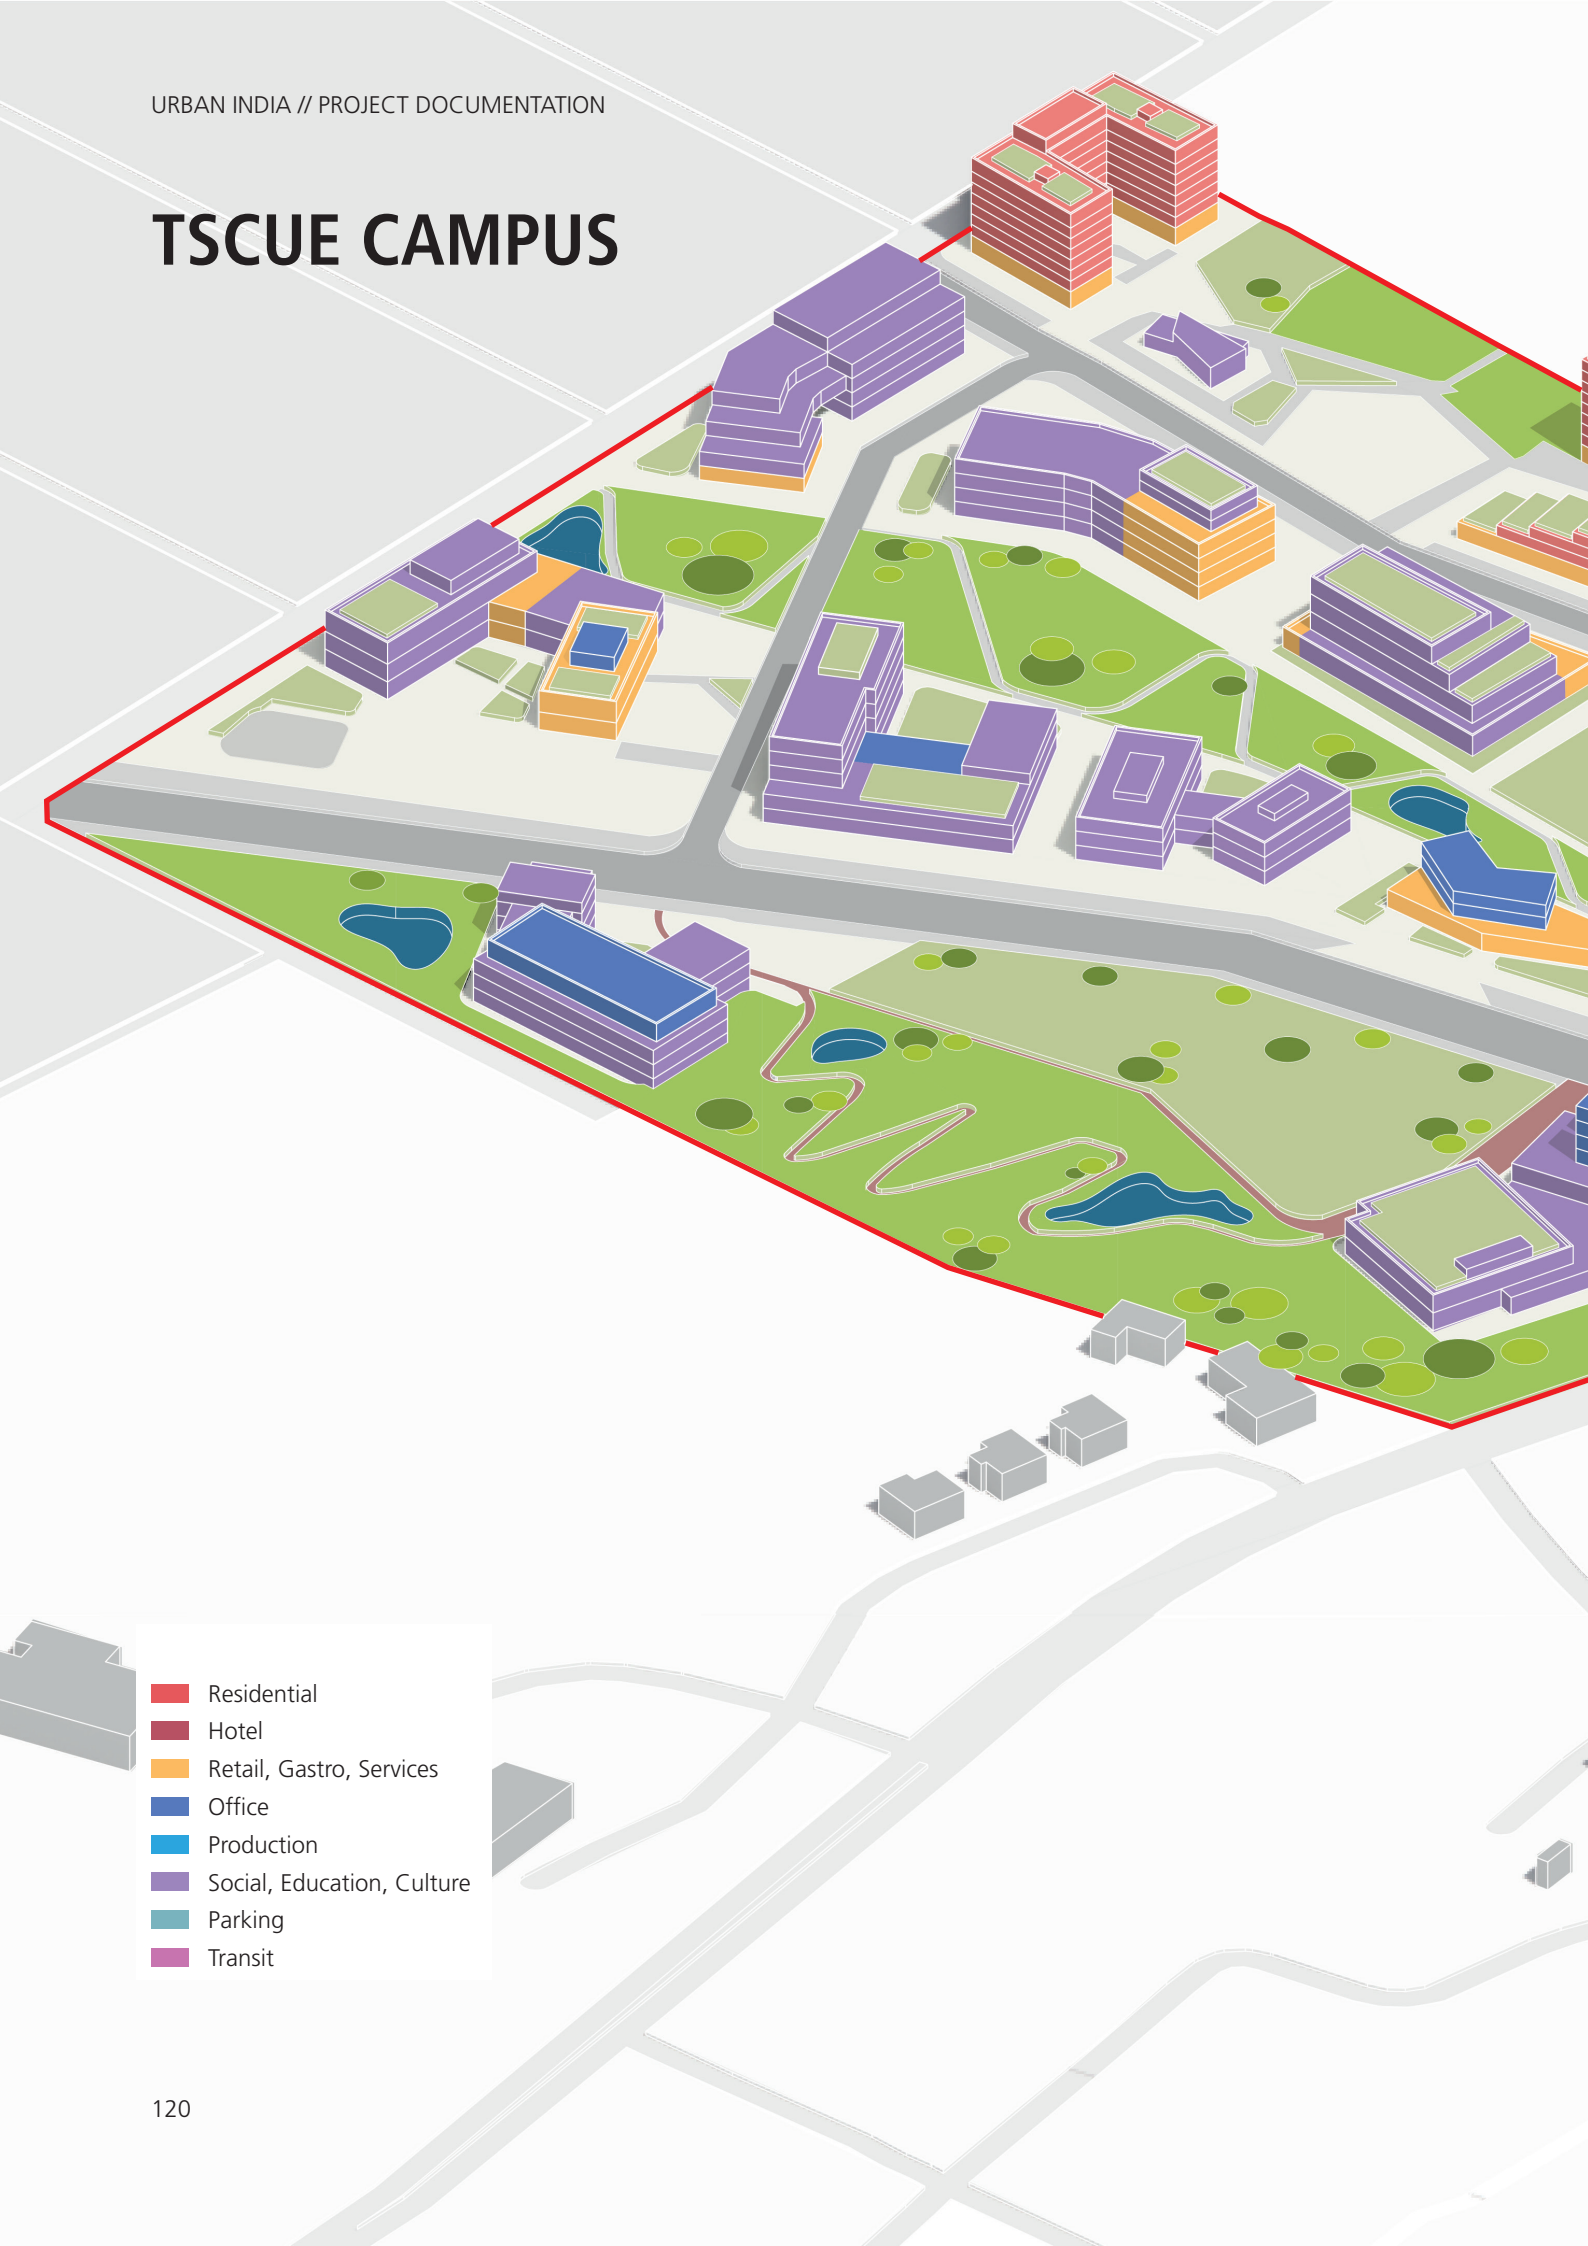 URBAN INDIA // PROJECT DOCUMENTATION
TSCUE CAMPUS
Residential
Hotel
Retail, Gastro, Services
Office
Production
Social, Education, Culture
Parking
Transit
120